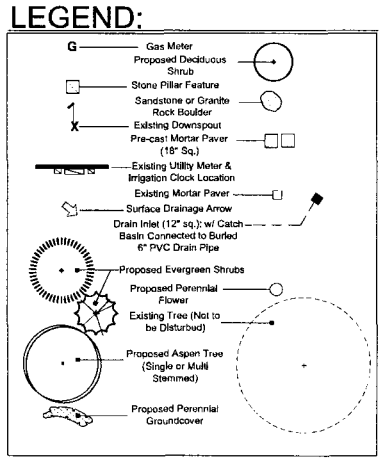 LEGEND:
G
Gas Meter
Proposed Deciduous
Shrub
Stone Pillar Feature
Sandstone or Granite
Rock Boulder
X
Existing Downspout
Pre-cast Mortar Paver
(18" Sq.)
Existing Utility Meter &
Irrigation Clock Location
Existing Mortar Paver
Surface Drainage Arrow
Drain Inlet (12" sq.): w/ Catch
Basin Connected to Buried
6" PVC Drain Pipe
Proposed Evergreen Shrubs
Proposed Perennial
Flower
Existing Tree (Not to
be Disturbed)
Proposed Aspen Tree
(Single or Multi
Stemmed)
Proposed Perennial
Groundcover